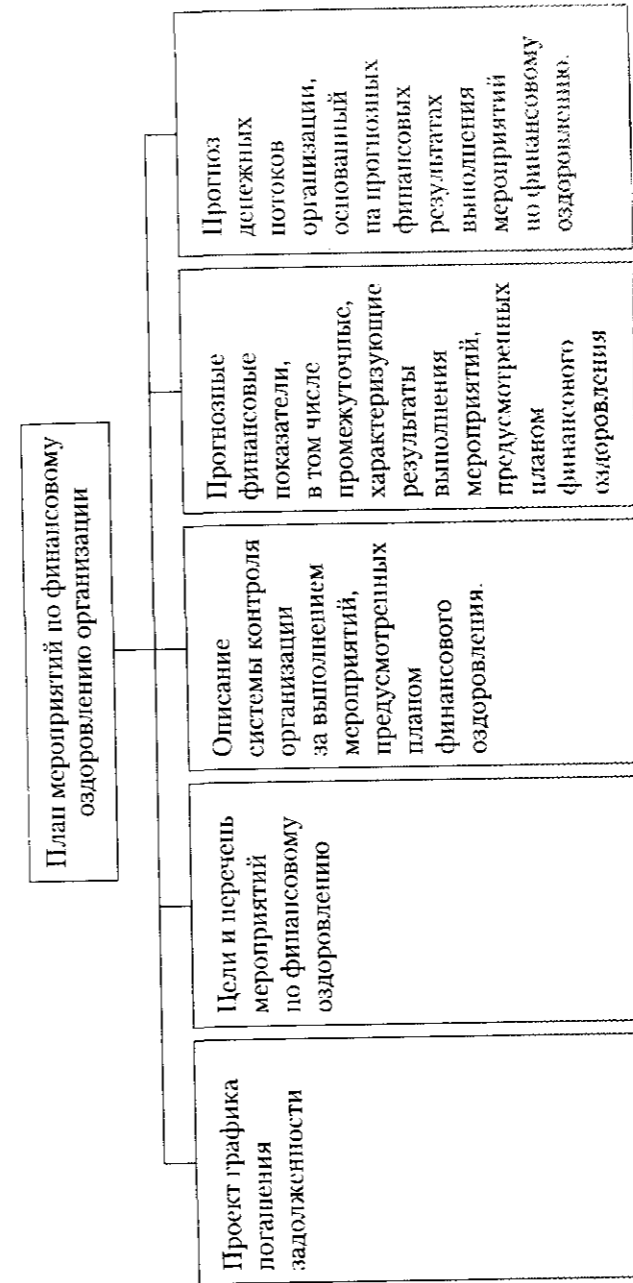 План мероприятий по финансовому
оздоровлению организации
Проект графика
погашения
задолженности
Цели и перечень
мероприятий
по финансовому
оздоровлению
Описание
системы контроля
организации
за выполнением
мероприятий,
предусмотренных
планом
финансового
оздоровления.
Прогнозные
финансовые
показатели,
в том числе
промежуточные,
характеризующие
результаты
выполнения
мероприятий,
предусмотренных
планом
финансового
оздоровления
Прогноз
денежных
потоков
организации,
основанный
на прогнозных
финансовых
результатах
выполнения
мероприятий
по финансовому
оздоровлению.